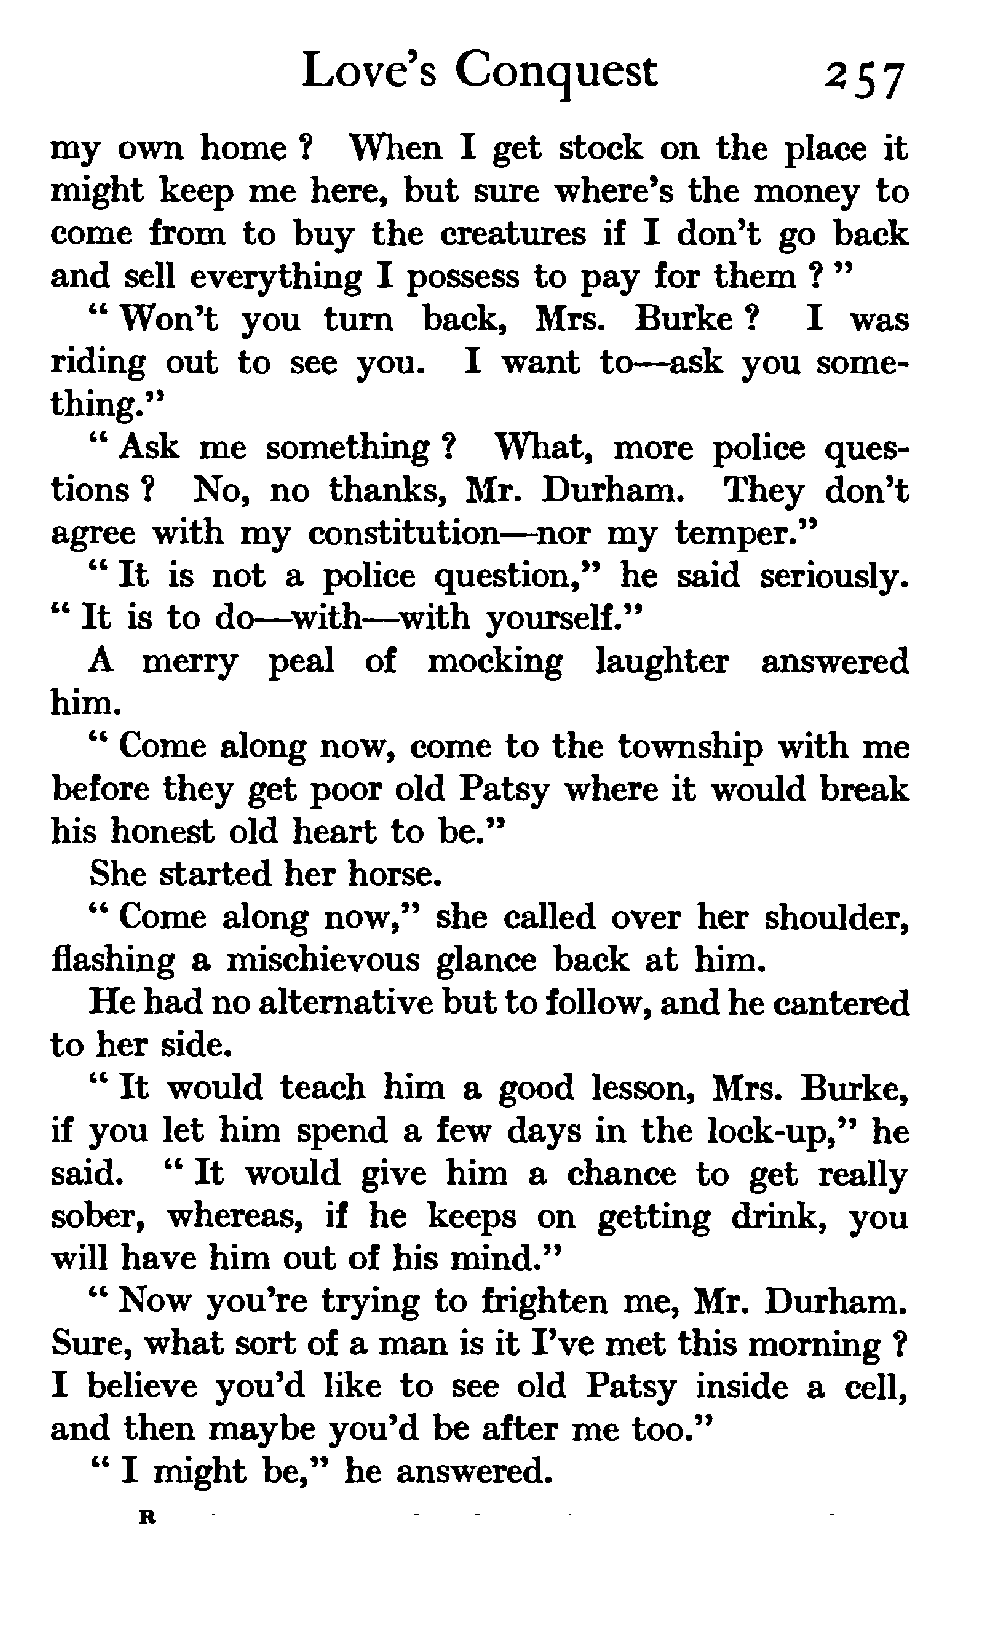 Love's Conquest 257
my own home ? When I get stock on the place it
might keep me here, but sure where's the money to
come from to buy the creatures if I don't go back
and sell everything I possess to pay for them ? "
" Won't you turn back, Mrs. Burke ? I was
riding out to see you. I want to—ask you some-
thing."
" Ask me something ? What, more police ques-
tions ? No, no thanks, Mr. Durham. They don't
agree with my constitution—nor my temper."
" It is not a police question," he said seriously.
" It is to do—with—with yourself."
A merry peal of mocking laughter answered
him.
" Come along now, come to the township with me
before they get poor old Patsy where it would break
his honest old heart to be."
She started her horse.
" Come along now," she called over her shoulder,
flashing a mischievous glance back at him.
He had no alternative but to follow, and he cantered
to her side.
" It would teach him a good lesson, Mrs. Burke,
if you let him spend a few days in the lock-up," he
said. " It would give him a chance to get really
sober, whereas, if he keeps on getting drink, you
will have him out of his mind."
" Now you're trying to frighten me, Mr. Durham.
Sure, what sort of a man is it I've met this morning ?
I believe you'd like to see old Patsy inside a cell,
and then maybe you'd be after me too."
" I might be," he answered.
R